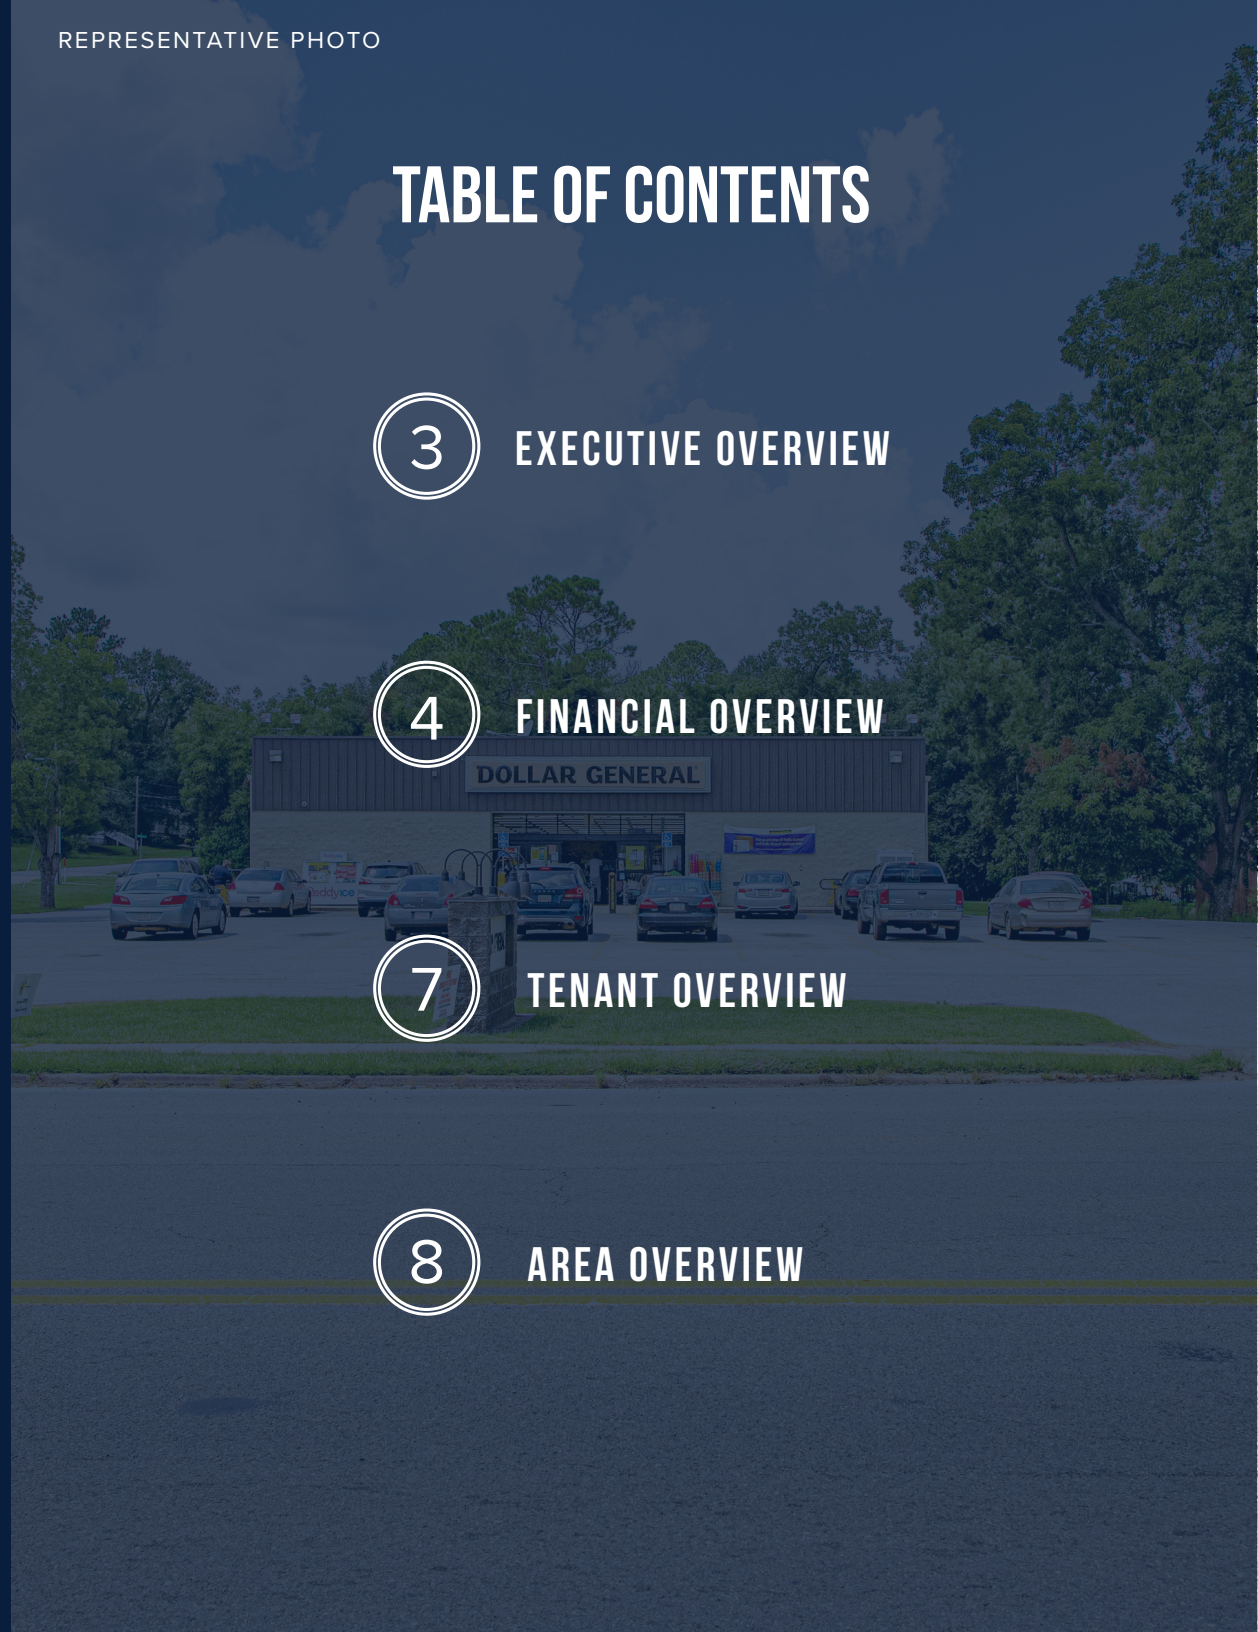 REPRESENTATIVE PHOTO
TABLE OF CONTENTS
3 EXECUTIVE OVERVIEW
4 FINANCIAL OVERVIEW
DOLLAR GENERAL
7 TENANT OVERVIEW
8 AREA OVERVIEW